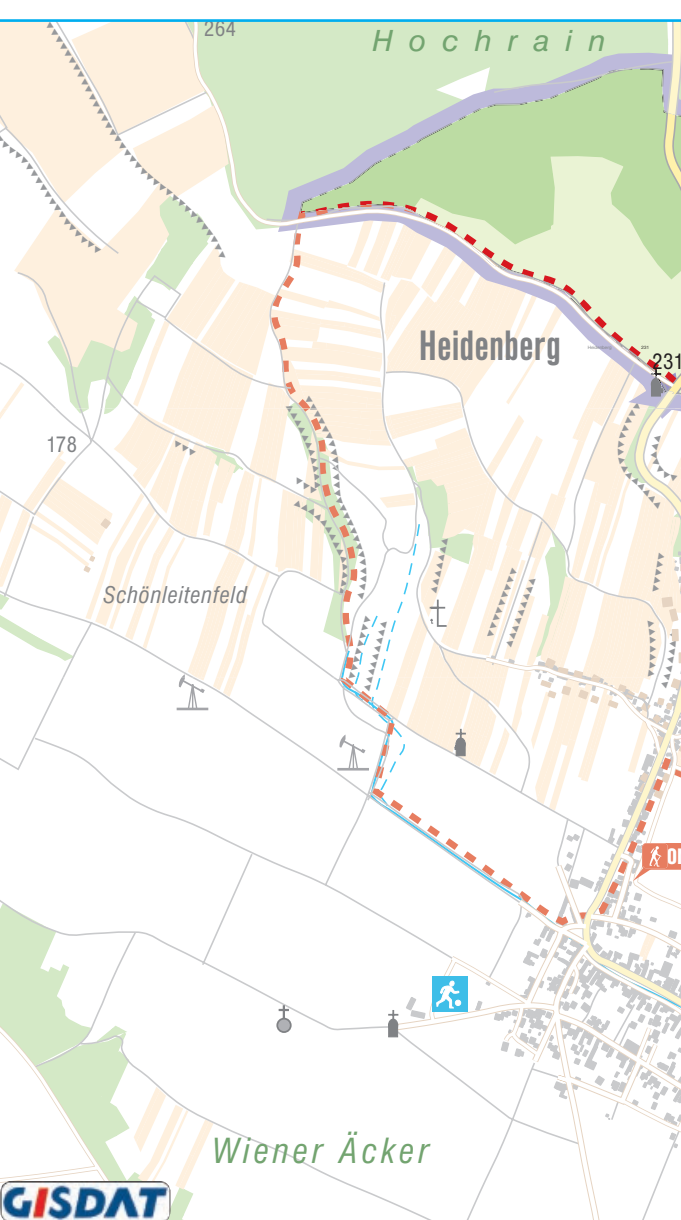 264
Hochrain
Heidenberg
231
178
Schönleitenfeld
Wiener Äcker
GISDAT